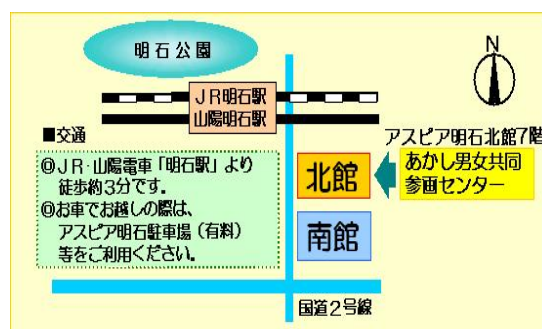 明石公園
N
JR明石駅
山陽明石駅
■交通
◎JR・山陽電車「明石駅」より
徒歩約3分です。
◎お車でお越しの際は、
アスピア明石駐車場(有料)
等をご利用ください。
アスピア明石北館7階
あかし男女共同
参画センター
北館
南館
国道2号線